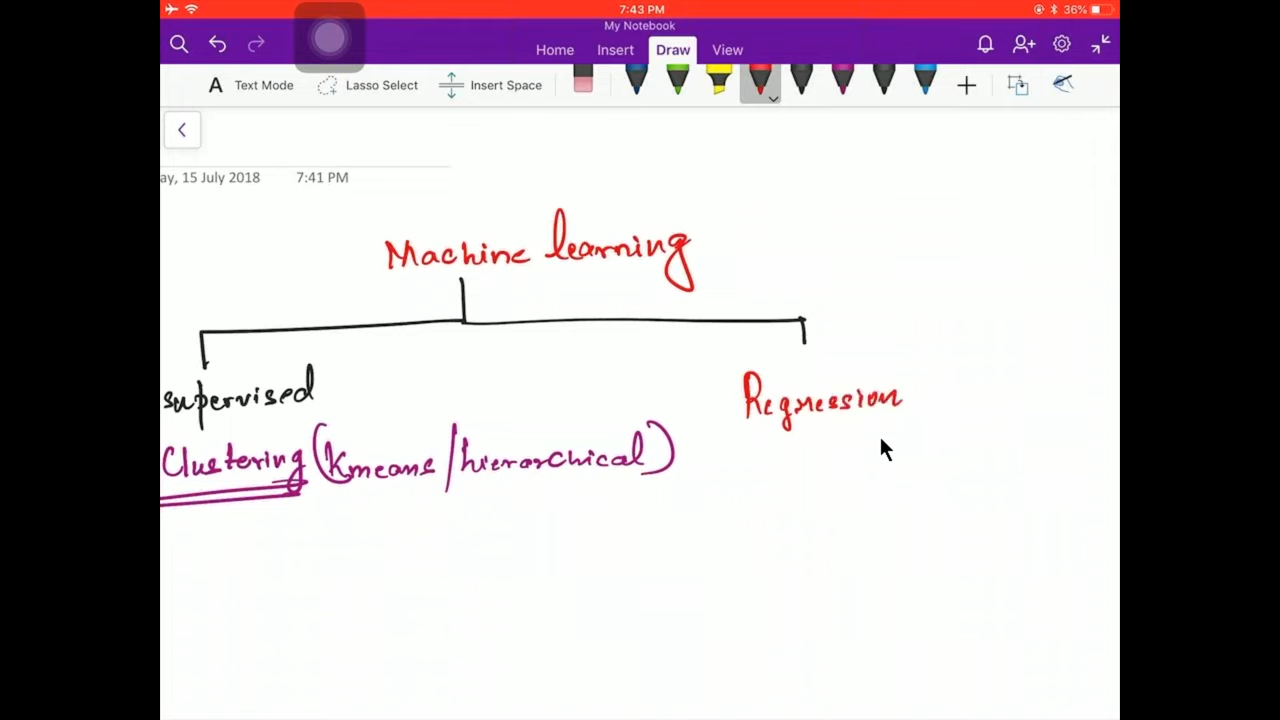 7:43 PM
36%
My Notebook
Home Insert Draw View
A Text Mode Lasso Select Insert Space
ay, 15 July 2018 7:41 PM
Machine learning
supervised
Regression
Clustering (Kmeans/hierarchical)